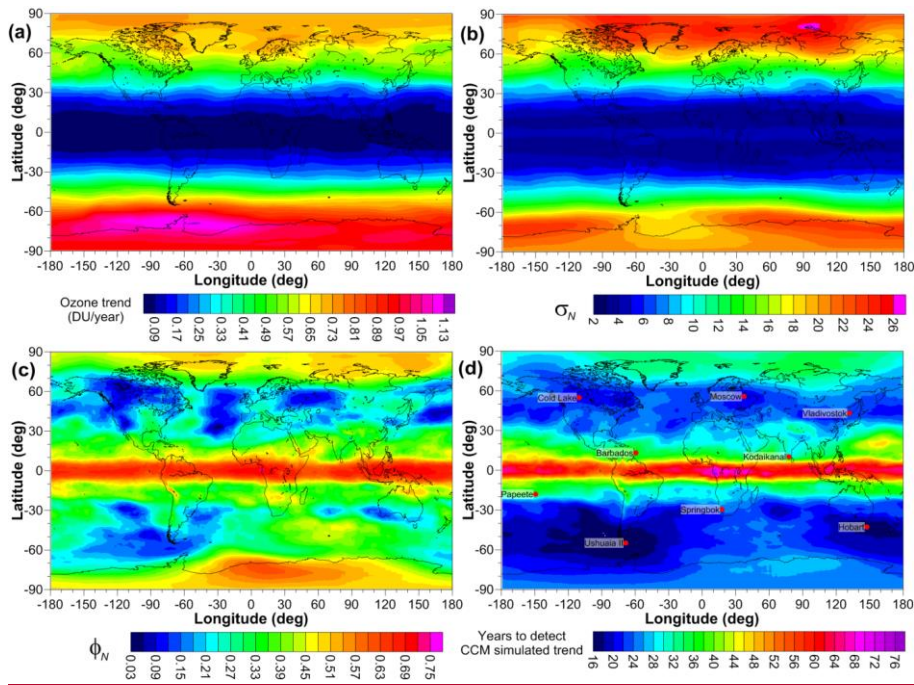 (a)
90
60
30
0
-30
-60
-90
Latitude (deg)
-180 -150 -120 -90 -60 -30 0 30 60 90 120 150 180
Longitude (deg)
Ozone trend
(DU/year)
0.09 0.17 0.25 0.33 0.41 0.49 0.57 0.65 0.73 0.81 0.89 0.97 1.05 1.13
(b)
90
60
30
0
-30
-60
-90
Latitude (deg)
-180 -150 -120 -90 -60 -30 0 30 60 90 120 150 180
Longitude (deg)
σN
2 4 6 8 10 12 14 16 18 20 22 24 26
(c)
90
60
30
0
-30
-60
-90
Latitude (deg)
-180 -150 -120 -90 -60 -30 0 30 60 90 120 150 180
Longitude (deg)
ϕN
0.03 0.09 0.15 0.21 0.27 0.33 0.39 0.45 0.51 0.57 0.63 0.69 0.75
(d)
90
60
30
0
-30
-60
-90
Latitude (deg)
Cold Lake
Moscow
Vladivostok
Barbados
Kodaikanal
Papeete
Springbok
Hobart
Ushuaia II
-180 -150 -120 -90 -60 -30 0 30 60 90 120 150 180
Longitude (deg)
Years to detect
CCM simulated trend
16 20 24 28 32 36 40 44 48 52 56 60 64 68 72 76